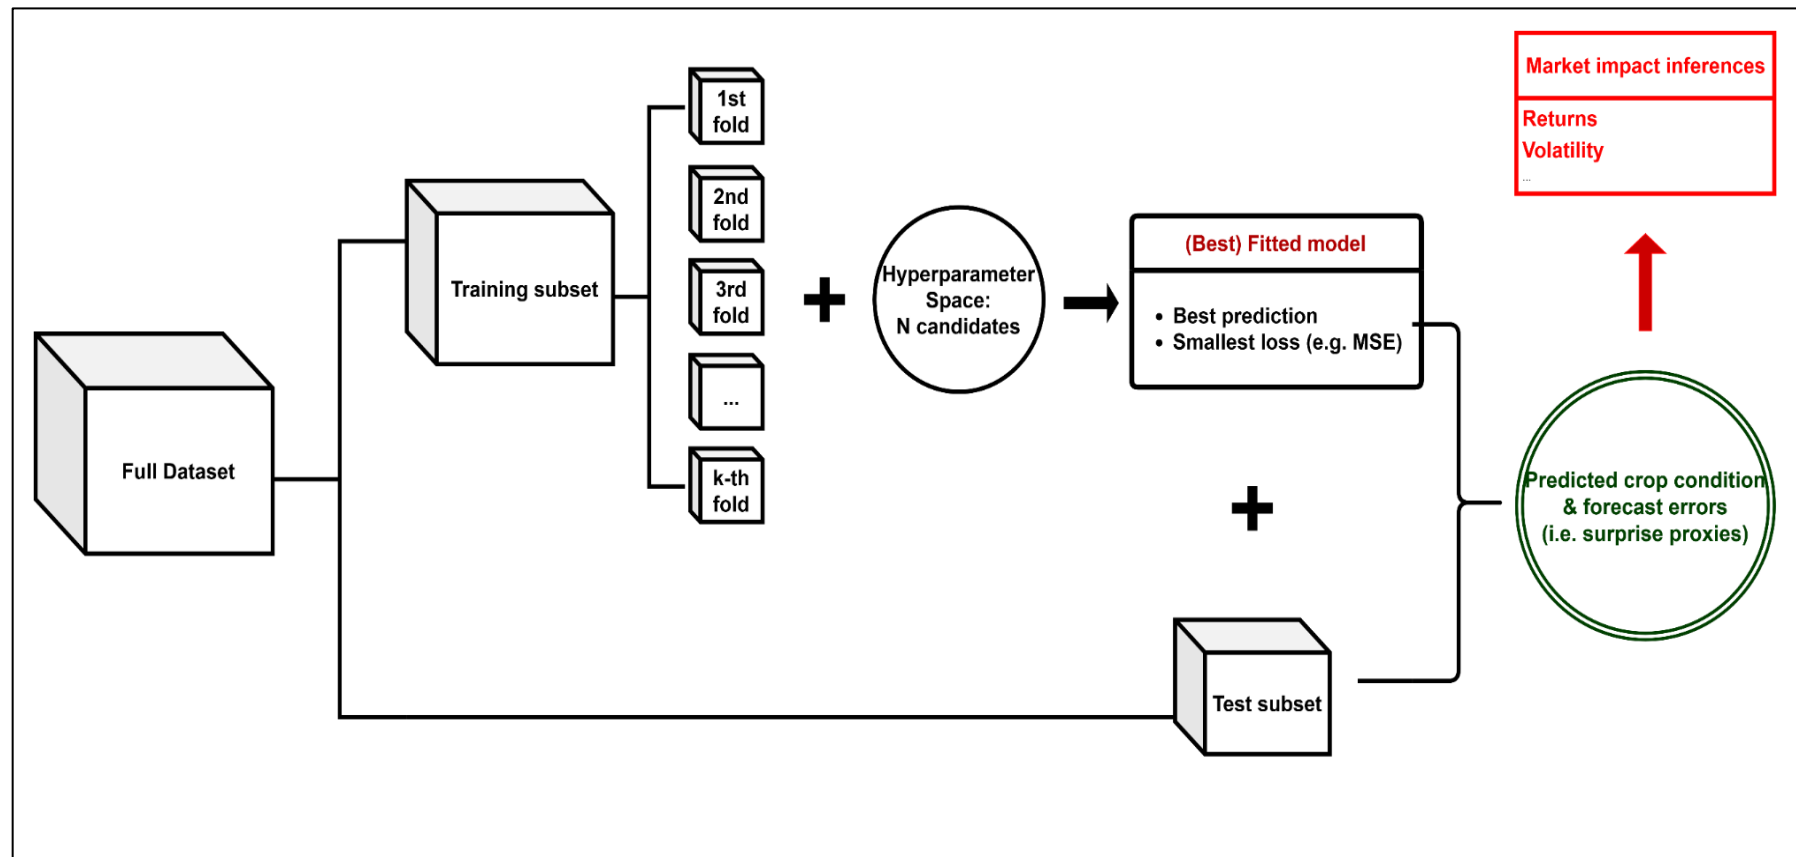 Full Dataset
Training subset
1st
fold
2nd
fold
3rd
fold
...
k-th
fold
Hyperparameter
Space:
N candidates
(Best) Fitted model
• Best prediction
• Smallest loss (e.g. MSE)
Test subset
Predicted crop condition
& forecast errors
(i.e. surprise proxies)
Market impact inferences
Returns
Volatility
...